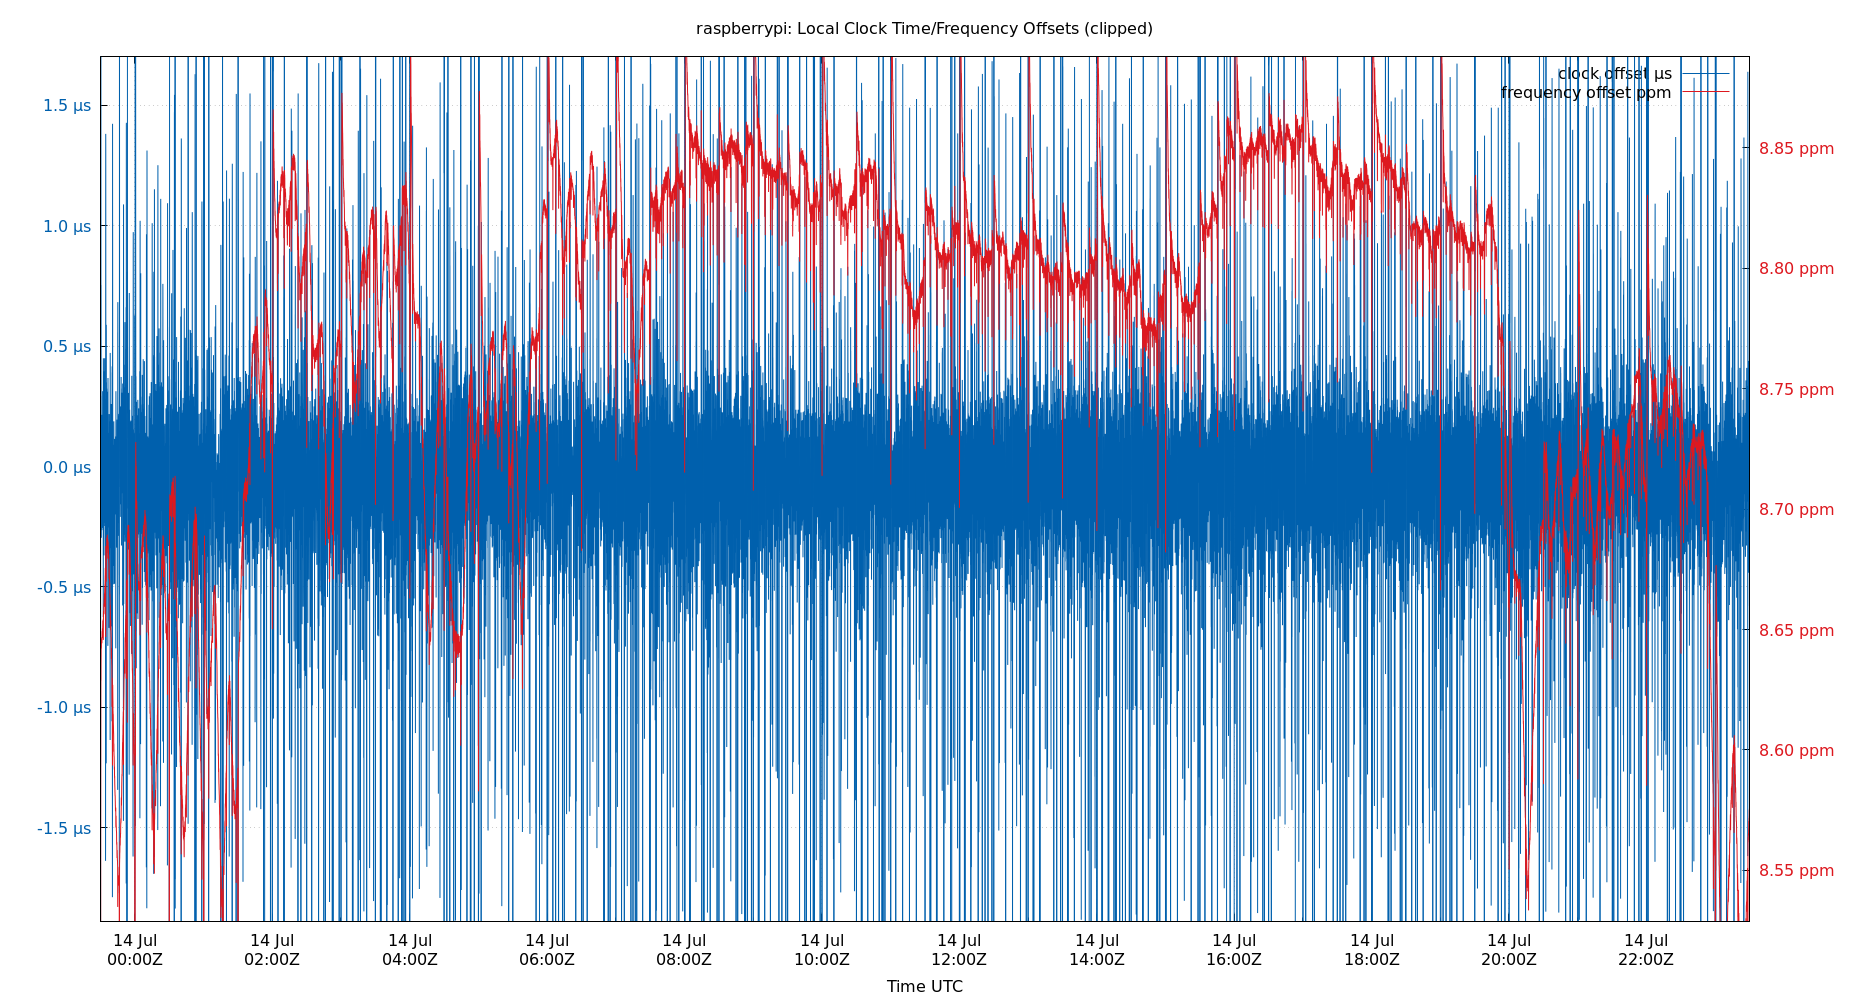 raspberrypi: Local Clock Time/Frequency Offsets (clipped)
clock offset µs
frequency offset ppm
1.5 µs
1.0 µs
0.5 µs
0.0 µs
-0.5 µs
-1.0 µs
-1.5 µs
8.85 ppm
8.80 ppm
8.75 ppm
8.70 ppm
8.65 ppm
8.60 ppm
8.55 ppm
14 Jul 14 Jul 14 Jul 14 Jul 14 Jul 14 Jul 14 Jul 14 Jul 14 Jul 14 Jul 14 Jul 14 Jul
00:00Z 02:00Z 04:00Z 06:00Z 08:00Z 10:00Z 12:00Z 14:00Z 16:00Z 18:00Z 20:00Z 22:00Z
Time UTC